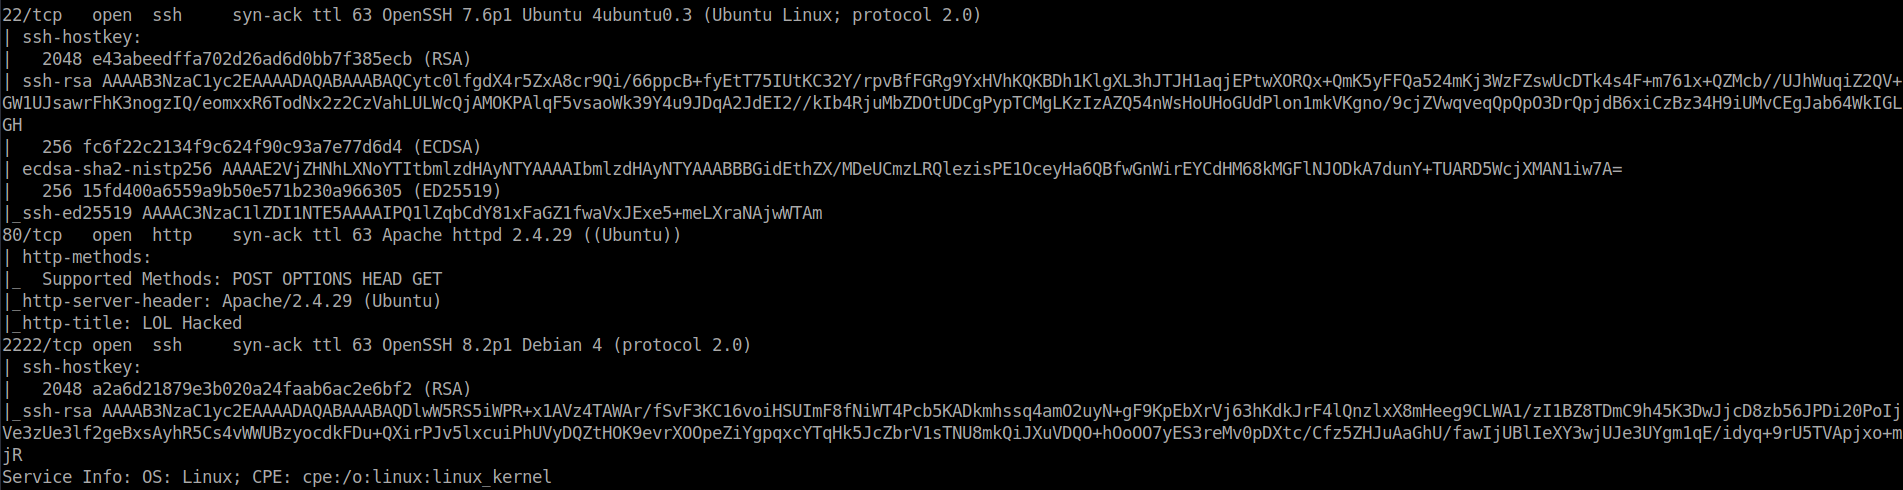 22/tcp   open  ssh     syn-ack ttl 63 OpenSSH 7.6p1 Ubuntu 4ubuntu0.3 (Ubuntu Linux; protocol 2.0)
| ssh-hostkey:
|   2048 e43abeedffa702d26ad6d0bb7f385ecb (RSA)
| ssh-rsa AAAAB3NzaC1yc2EAAAADAQABAAABAQCytc0lfgdX4r5ZxA8cr9Qi/66ppcB+fyEtT75IUtKC32Y/rpvBfFGRg9YxHVhKQKBDh1KlgXL3hJTJH1aqjEPtwXORQx+QmK5yFFQa524mKj3WzFZswUcDTk4s4F+m761x+QZMcb//UJhWuqiZ2QV+
GW1UJsawrFhK3nogzIQ/eomxxR6TodNx2z2CzVahLULWcQjAMOKPAlqF5vsaoWk39Y4u9JDqA2JdEI2//kIb4RjuMbZDOtUDCgPypTCMgLKzIzAZQ54nWsHoUHoGUdPlon1mkVKgno/9cjZVwqveqQpQpO3DrQpjdB6xiCzBz34H9iUMvCEgJab64WkIGL
GH
|   256 fc6f22c2134f9c624f90c93a7e77d6d4 (ECDSA)
| ecdsa-sha2-nistp256 AAAAE2VjZHNhLXNoYTItbmlzdHAyNTYAAAAIbmlzdHAyNTYAAABBBGidEthZX/MDeUCmzLRQlezisPE1OceyHa6QBfwGnWirEYCdHM68kMGFlNJODkA7dunY+TUARD5WcjXMAN1iw7A=
|   256 15fd400a6559a9b50e571b230a966305 (ED25519)
|_ssh-ed25519 AAAAC3NzaC1lZDI1NTE5AAAAIPQ1lZqbCdY81xFaGZ1fwaVxJExe5+meLXraNAjwWTAm
80/tcp   open  http    syn-ack ttl 63 Apache httpd 2.4.29 ((Ubuntu))
| http-methods:
|_  Supported Methods: POST OPTIONS HEAD GET
|_http-server-header: Apache/2.4.29 (Ubuntu)
|_http-title: LOL Hacked
2222/tcp open  ssh     syn-ack ttl 63 OpenSSH 8.2p1 Debian 4 (protocol 2.0)
| ssh-hostkey:
|   2048 a2a6d21879e3b020a24faab6ac2e6bf2 (RSA)
|_ssh-rsa AAAAB3NzaC1yc2EAAAADAQABAAABAQDlwW5RS5iWPR+x1AVz4TAWAr/fSvF3KC16voiHSUImF8fNiWT4Pcb5KADkmhssq4amO2uyN+gF9KpEbXrVj63hKdkJrF4lQnzlxX8mHeeg9CLWA1/zI1BZ8TDmC9h45K3DwJjcD8zb56JPDi20PoIj
Ve3zUe3lf2geBxsAyhR5Cs4vWWUBzyocdkFDu+QXirPJv5lxcuiPhUVyDQZtHOK9evrXOOpeZiYgpqxcYTqHk5JcZbrV1sTNU8mkQiJXuVDQO+hOoOO7yES3reMv0pDXtc/Cfz5ZHJuAaGhU/fawIjUBlIeXY3wjUJe3UYgm1qE/idyq+9rU5TVApjxo+m
jR
Service Info: OS: Linux; CPE: cpe:/o:linux:linux_kernel